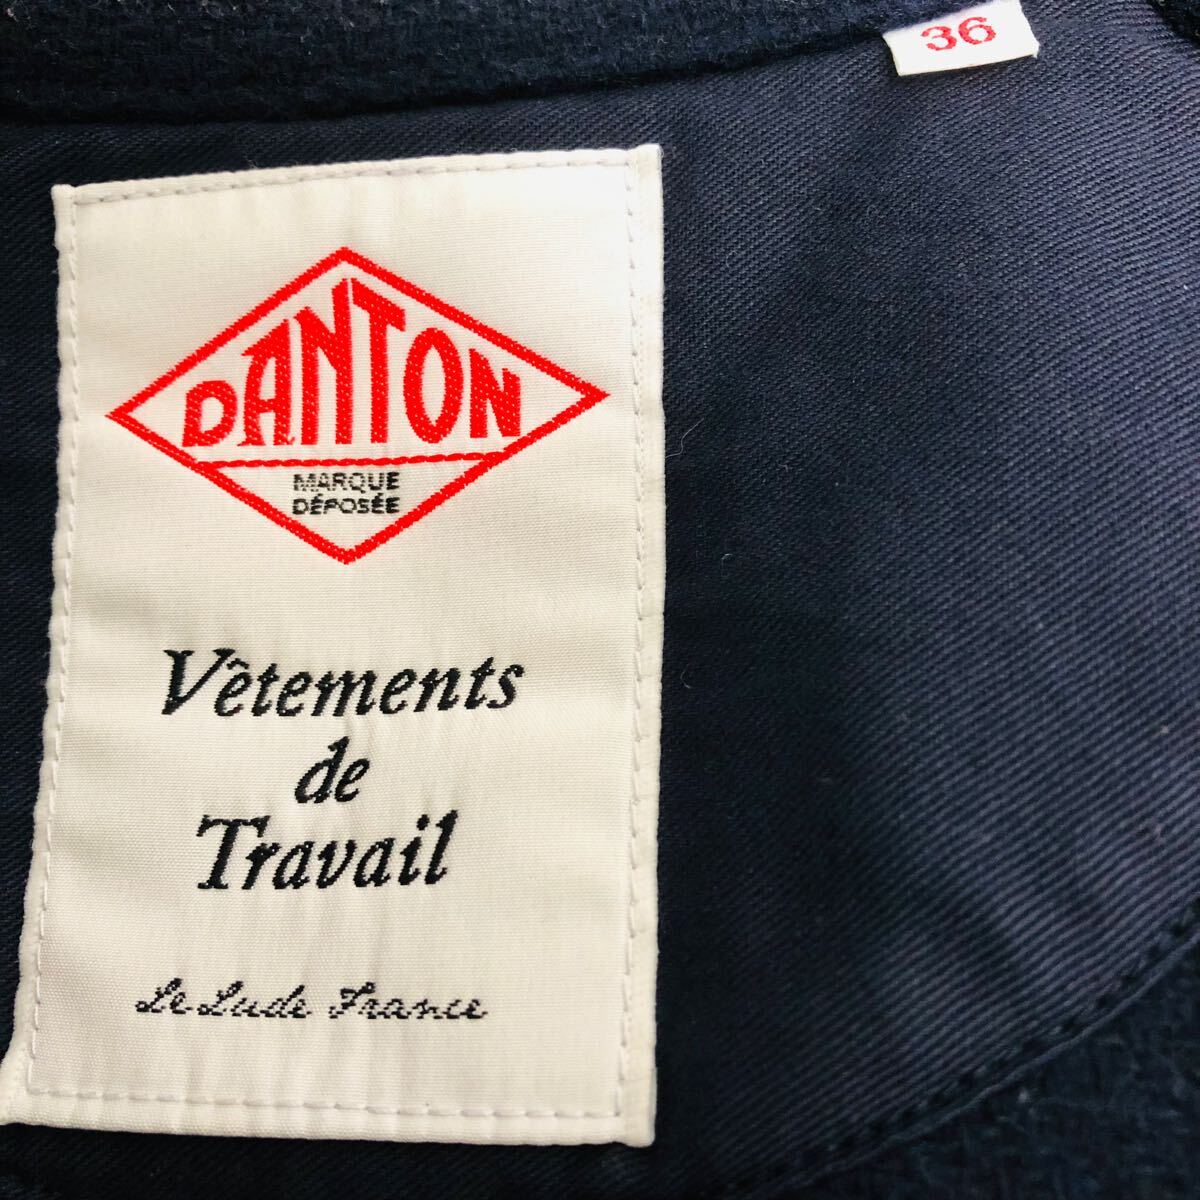 36
DANTON
MARQUE
DÉPOSÉE
Vêtements
de
Travail
Le Lude France